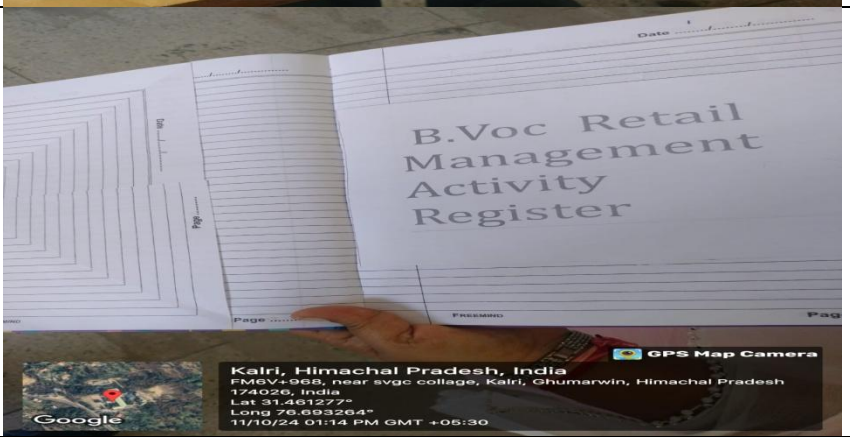 Date ......./......./...............
......./......./...............
Date ....../....../......
Page ........
B.Voc Retail
Management
Activity
Register
Page ........
FREEMIND
Pag
GPS Map Camera
Kalri, Himachal Pradesh, India
FM6V+968, near svgc collage, Kalri, Ghumarwin, Himachal Pradesh
174026, India
Lat 31.461277°
Long 76.693264°
11/10/24 01:14 PM GMT +05:30
Google